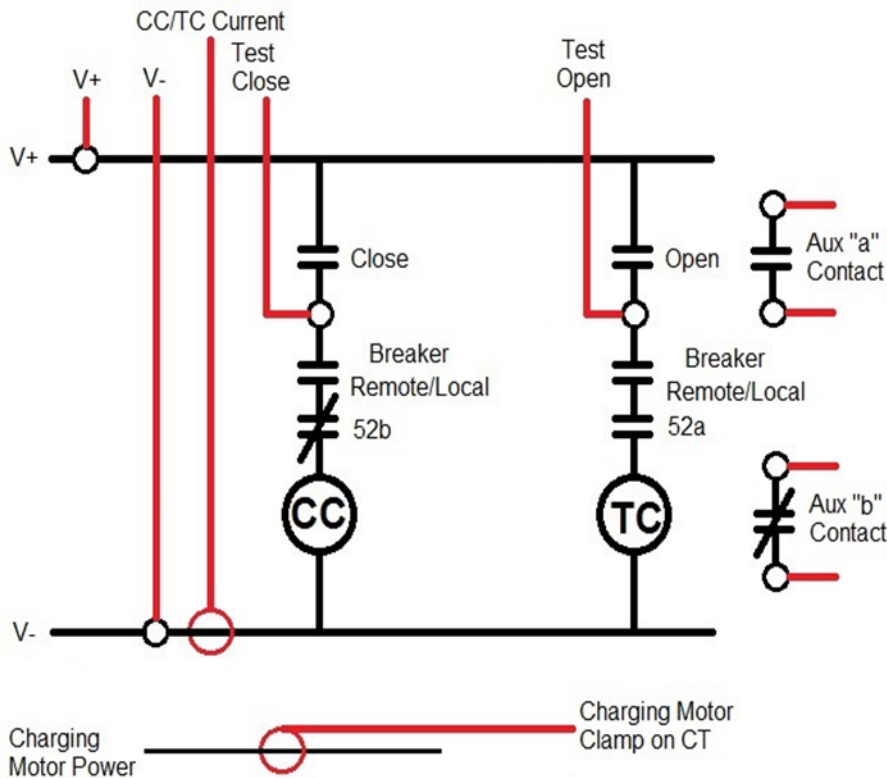 CC/TC Current
Test
Close
Test
Open
V+
V-
V+
Close
Open
Aux "a"
Contact
Breaker
Remote/Local
52b
Breaker
Remote/Local
52a
CC
TC
Aux "b"
Contact
V-
Charging
Motor Power
Charging Motor
Clamp on CT